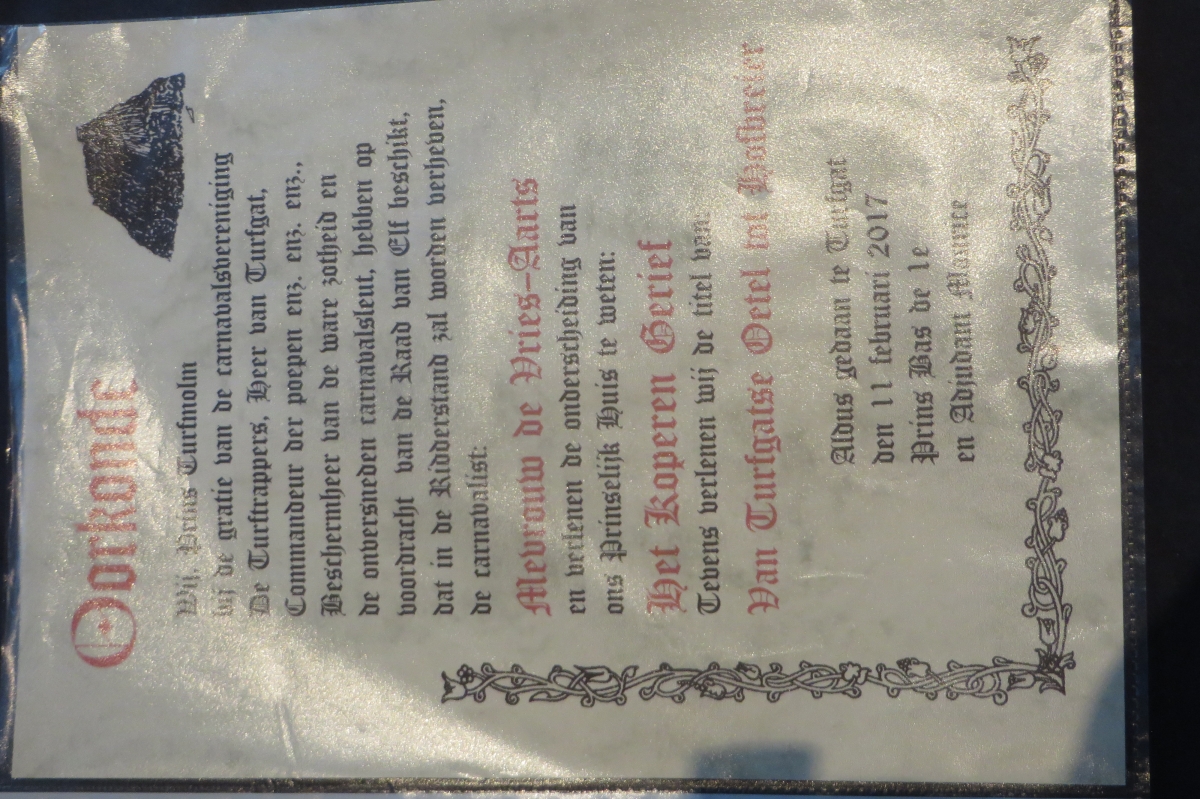 Oorkonde
Wij, Prins Turfmolm
bij de gratie van de carnavalsvereniging
De Turftrappers, Heer van Turfgat,
Commandeur der poepen enz. enz. enz.,
Beschermheer van de ware zotheid en
de onversneden carnavalsleut, hebben op
voordracht van de Raad van Elf beschikt,
dat in de Ridderstand zal worden verheven,
de carnavalist:
Mevrouw de Vries-Aarts
en verlenen de onderscheiding van
ons Prinselijk Huis te weten:
Het Koperen Gerief
Tevens verlenen wij de titel van:
Van Turfgatse Oetel tot Hofbreier
Aldus gedaan te Turfgat
den 11 februari 2017
Prins Bas de 1e
en Adjudant Maurice